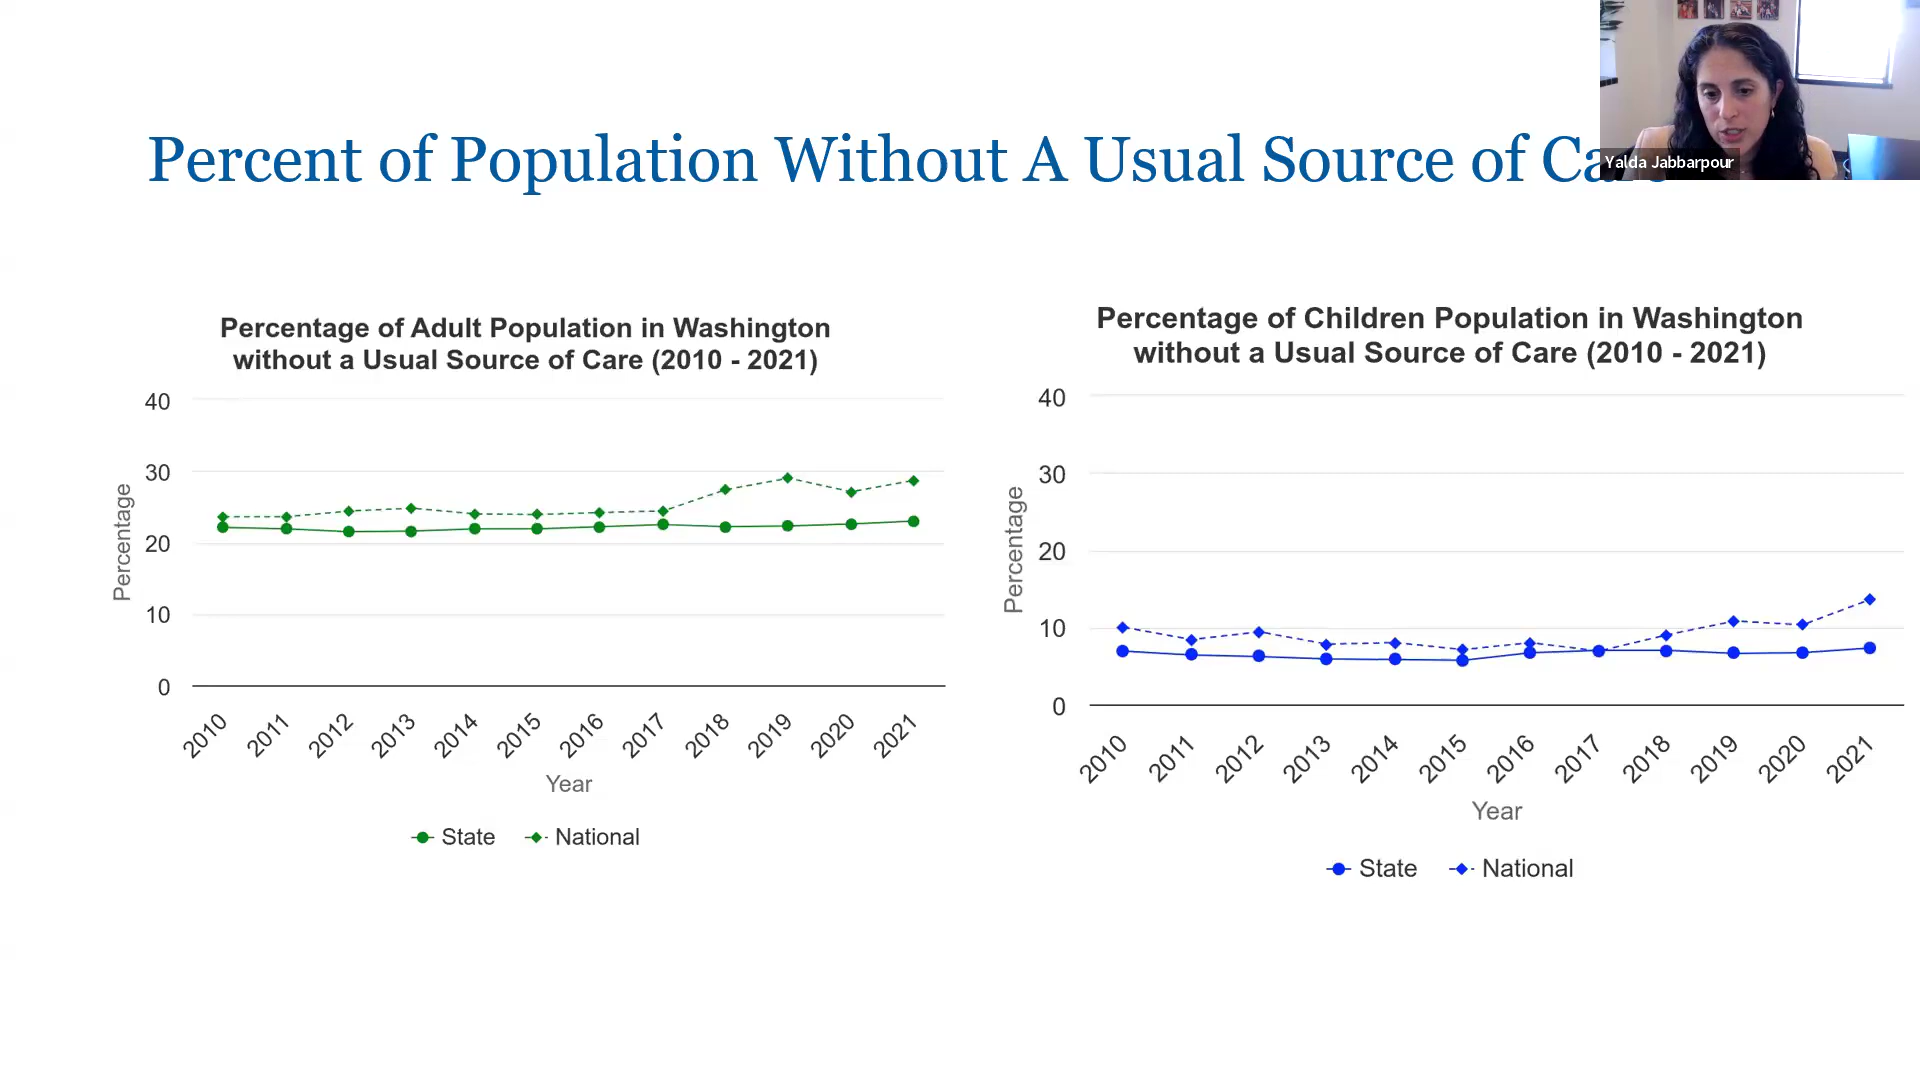 Percent of Population Without A Usual Source of Care
Yalda Jabbarpour
Percentage of Adult Population in Washington
without a Usual Source of Care (2010 - 2021)
40
30
20
10
0
Percentage
2010 2011 2012 2013 2014 2015 2016 2017 2018 2019 2020 2021
Year
State National
Percentage of Children Population in Washington
without a Usual Source of Care (2010 - 2021)
40
30
20
10
0
Percentage
2010 2011 2012 2013 2014 2015 2016 2017 2018 2019 2020 2021
Year
State National